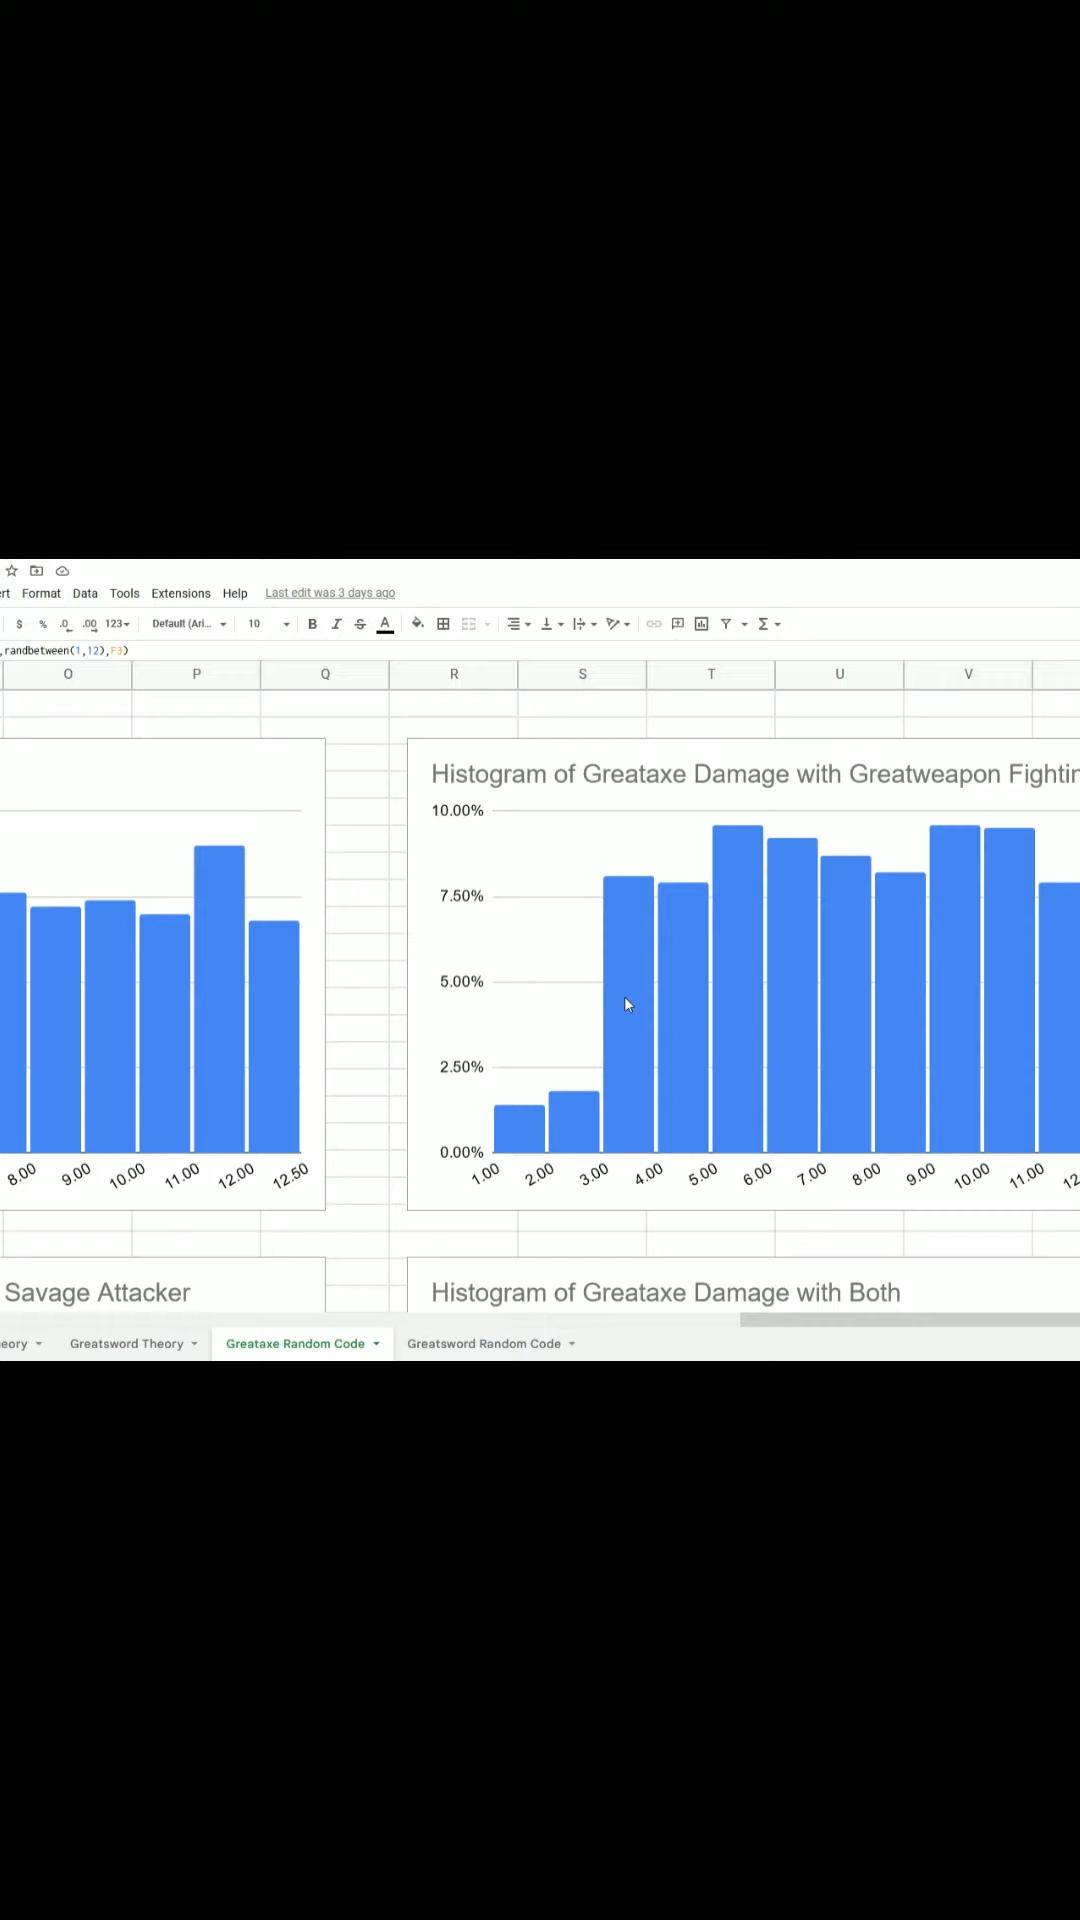 rt Format Data Tools Extensions Help Last edit was 3 days ago
$ % .0 .00 123 Default (Ari... 10 B I S A
,randbetween(1,12),F3)
O P Q R S T U V
Histogram of Greataxe Damage with Greatweapon Fightin
10.00%
7.50%
5.00%
2.50%
0.00%
8.00 9.00 10.00 11.00 12.00 12.50
1.00 2.00 3.00 4.00 5.00 6.00 7.00 8.00 9.00 10.00 11.00 12
Savage Attacker
Histogram of Greataxe Damage with Both
eory Greatsword Theory Greataxe Random Code Greatsword Random Code